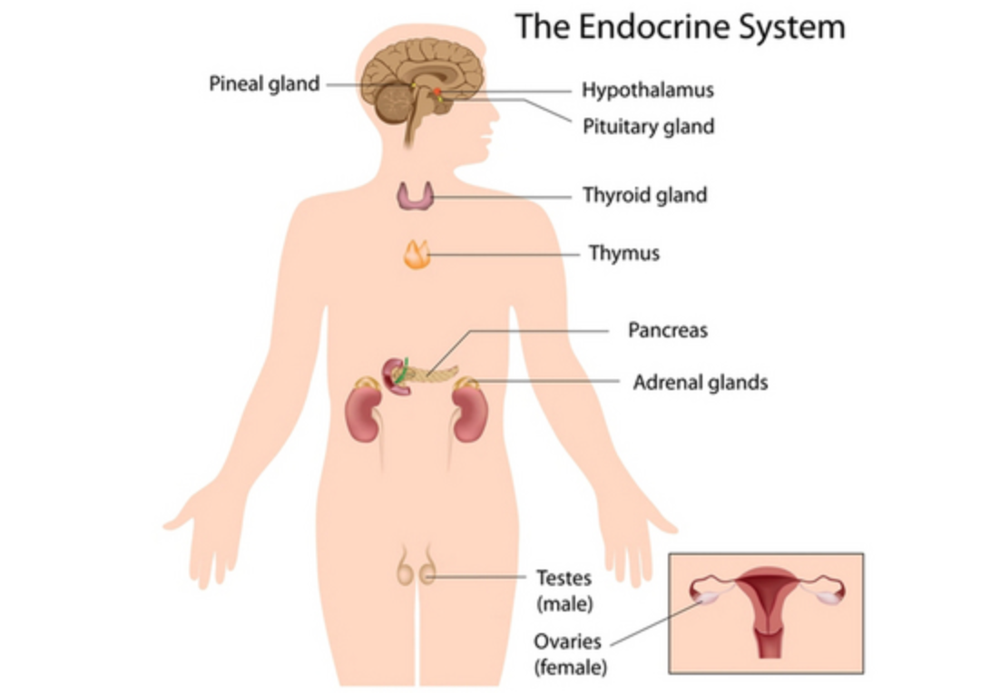 The Endocrine System
Pineal gland
Hypothalamus
Pituitary gland
Thyroid gland
Thymus
Pancreas
Adrenal glands
Testes
(male)
Ovaries
(female)